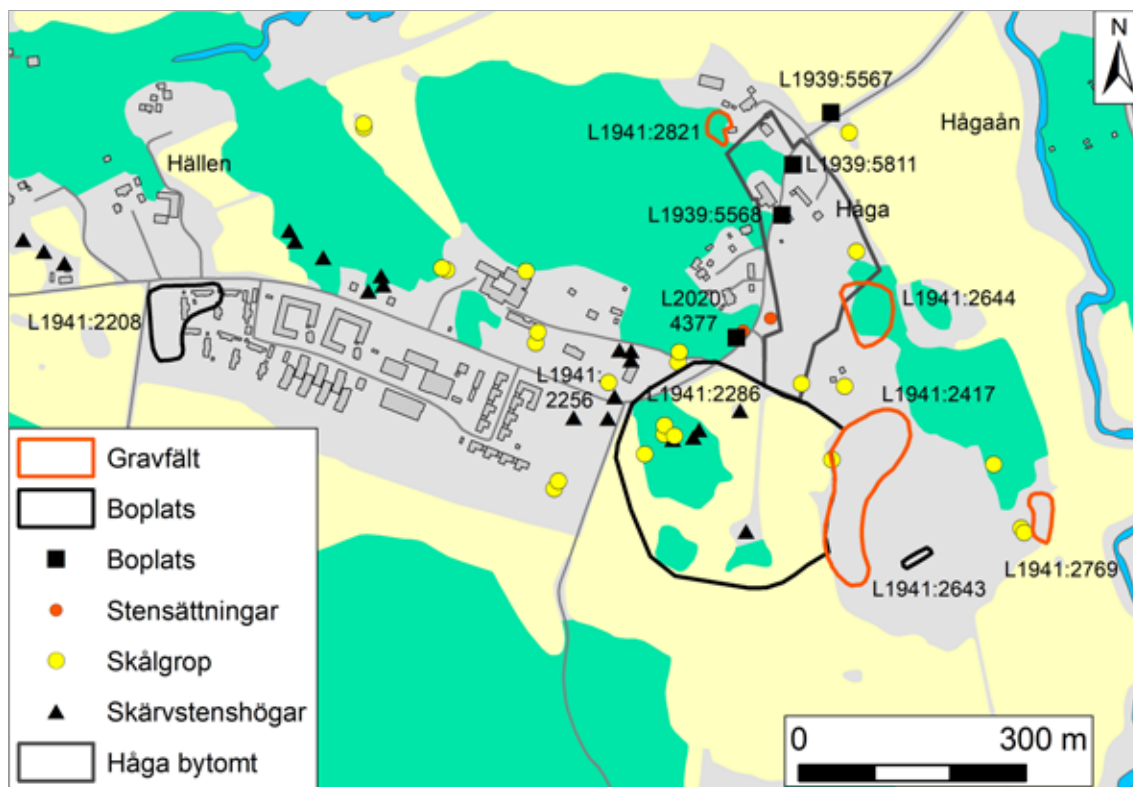 N
L1939:5567
Hågaån
L1941:2821
Hällen
L1939:5811
L1939:5568
Håga
L2020:
4377
L1941:2644
L1941:2208
L1941:
2256
L1941:2286
L1941:2417
L1941:2643
L1941:2769
Gravfält
Boplats
Boplats
Stensättningar
Skålgrop
Skärvstenshögar
Håga bytomt
0 300 m